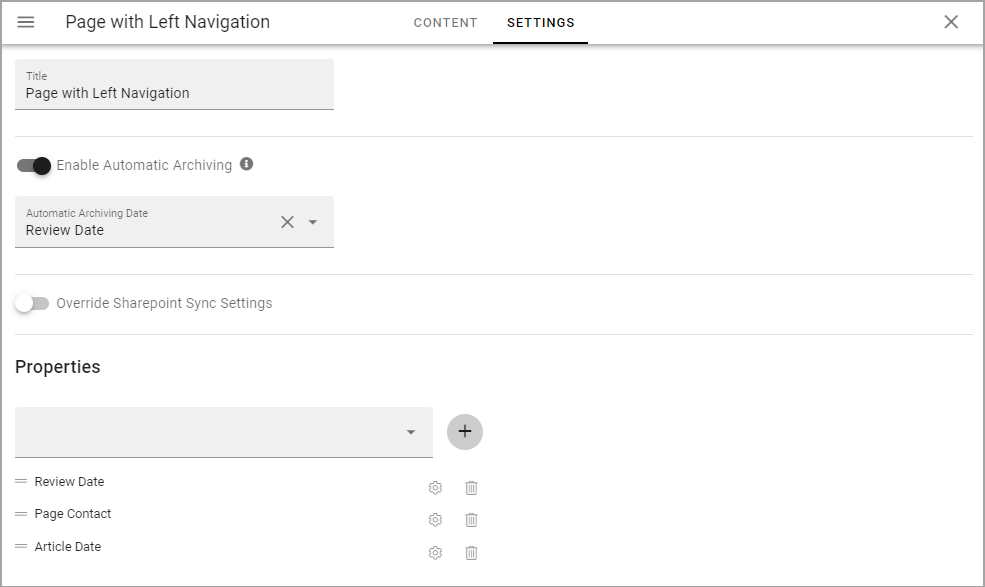 Page with Left Navigation
CONTENT
SETTINGS
Title
Page with Left Navigation
Enable Automatic Archiving
Automatic Archiving Date
Review Date
Override Sharepoint Sync Settings
Properties
Review Date
Page Contact
Article Date